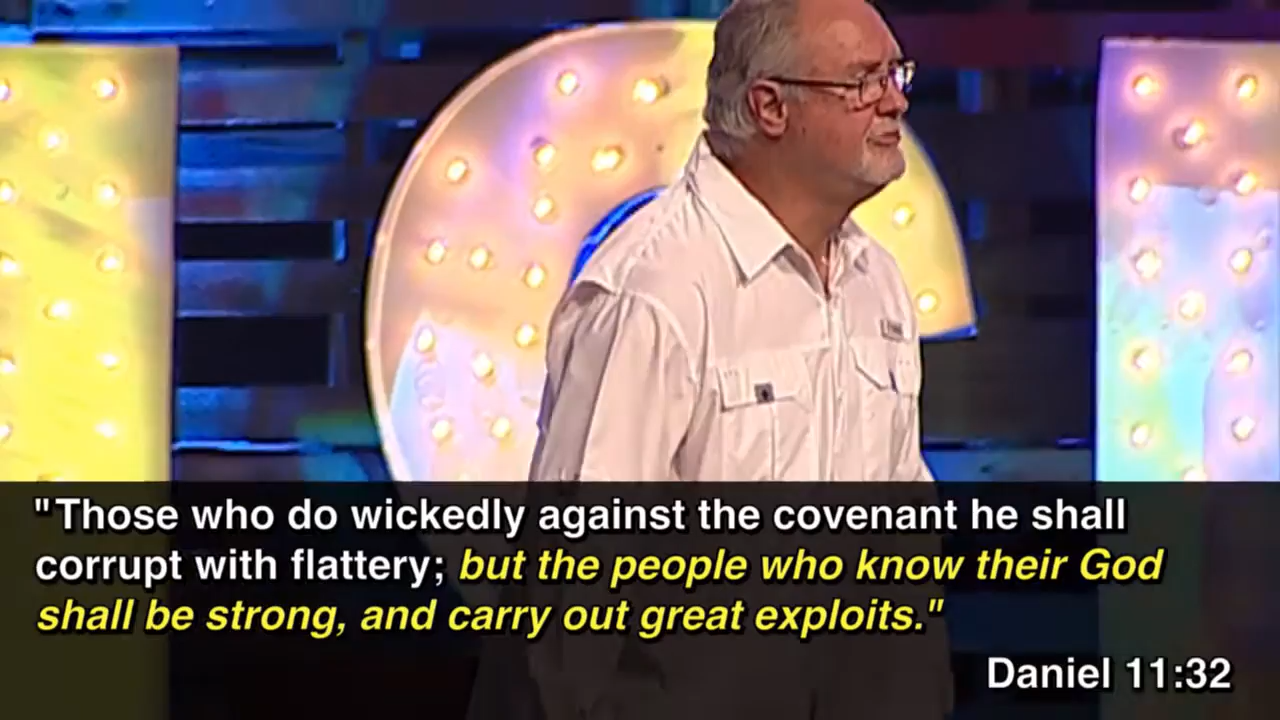 "Those who do wickedly against the covenant he shall
corrupt with flattery; but the people who know their God
shall be strong, and carry out great exploits."
Daniel 11:32